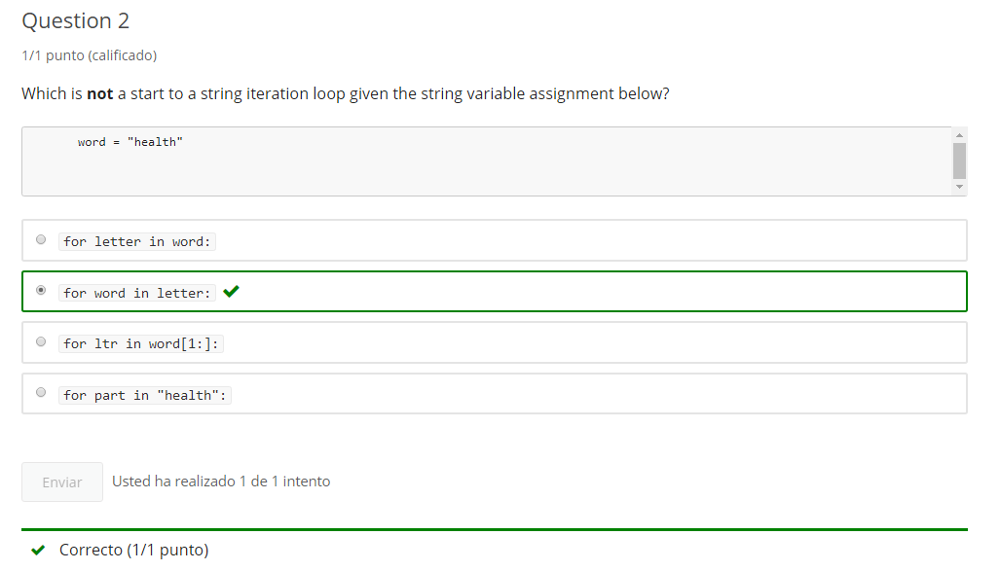 Question 2
1/1 punto (calificado)
Which is not a start to a string iteration loop given the string variable assignment below?
word = "health"
for letter in word:
for word in letter:
for ltr in word[1:]:
for part in "health":
Enviar Usted ha realizado 1 de 1 intento
Correcto (1/1 punto)